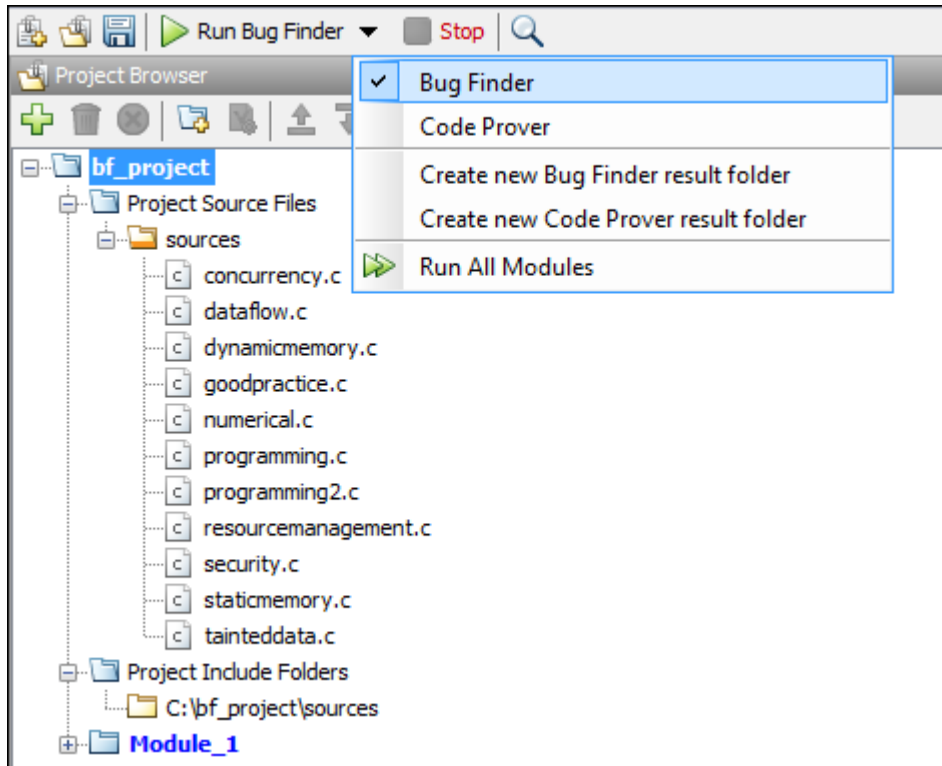 Run Bug Finder Stop
Project Browser
Bug Finder
Code Prover
Create new Bug Finder result folder
Create new Code Prover result folder
Run All Modules
bf_project
Project Source Files
sources
c concurrency.c
c dataflow.c
c dynamicmemory.c
c goodpractice.c
c numerical.c
c programming.c
c programming2.c
c resourcemanagement.c
c security.c
c staticmemory.c
c tainteddata.c
Project Include Folders
C:\bf_project\sources
Module_1